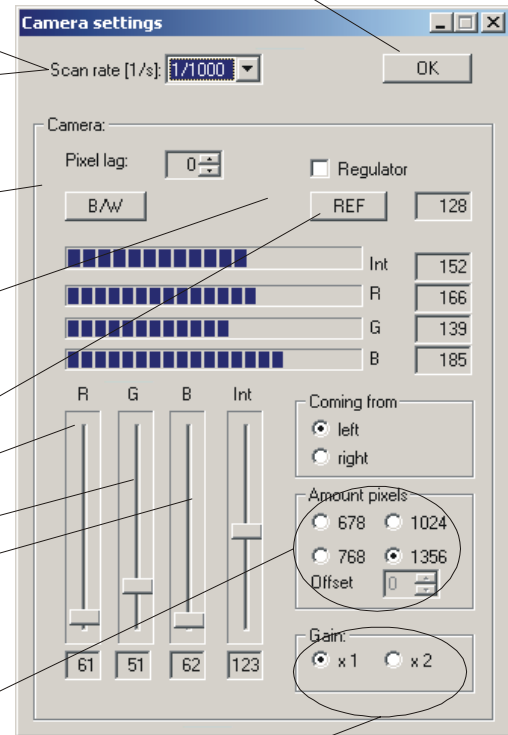 Camera settings
Scan rate [1/s]: 1/1000 OK
Camera:
Pixel lag: 0 Regulator
B/W REF 128
Int 152
R 166
G 139
B 185
R G B Int
Coming from
left
right
Amount pixels
678 1024
768 1356
Offset 0
Gain:
x 1 x 2
61 51 62 123